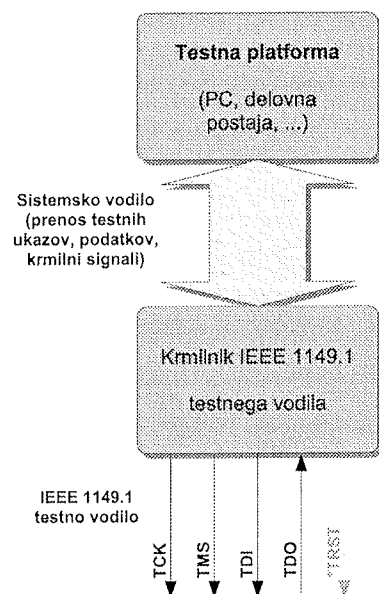 Testna platforma
(PC, delovna
postaja, ...)
Sistemsko vodilo
(prenos testnih
ukazov, podatkov,
krmilni signali)
Krmilnik IEEE 1149.1
testnega vodila
IEEE 1149.1
testno vodilo
TCK
TMS
TDI
TDO
*TRST